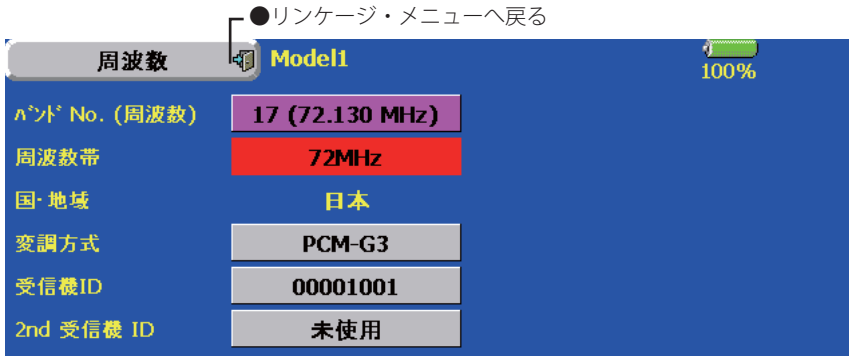 ●リンケージ・メニューへ戻る
周波数 Model1 100%
バンド No. (周波数) 17 (72.130 MHz)
周波数帯 72MHz
国・地域 日本
変調方式 PCM-G3
受信機ID 00001001
2nd 受信機 ID 未使用